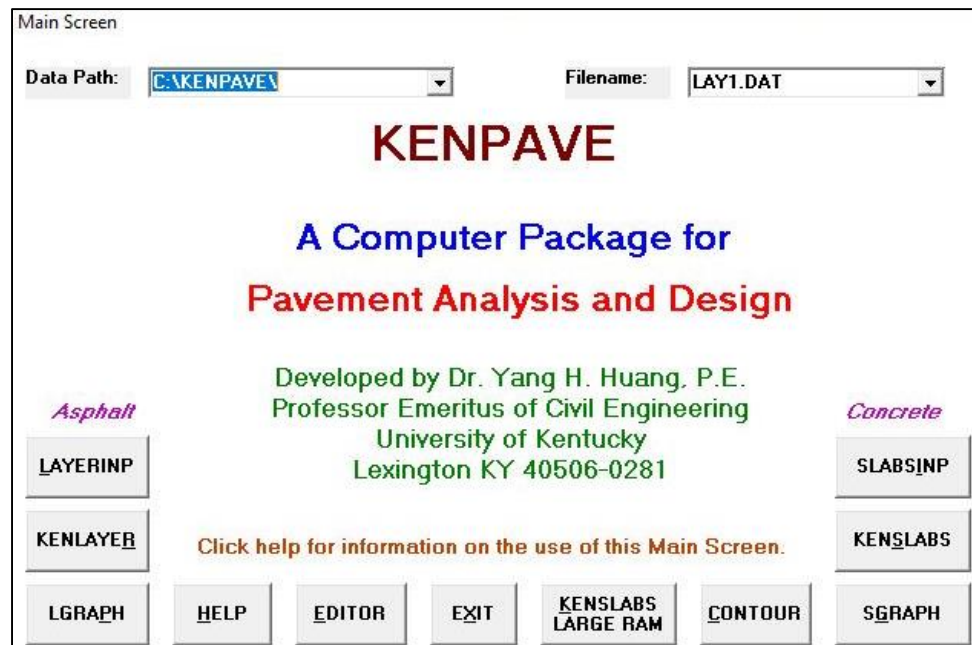 Main Screen
Data Path: C:\KENPAVE\ Filename: LAY1.DAT
KENPAVE
A Computer Package for
Pavement Analysis and Design
Developed by Dr. Yang H. Huang, P.E.
Professor Emeritus of Civil Engineering
University of Kentucky
Lexington KY 40506-0281
Asphalt
Concrete
LAYERINP
SLABSINP
KENLAYER
Click help for information on the use of this Main Screen.
KENSLABS
LGRAPH
HELP
EDITOR
EXIT
KENSLABS
LARGE RAM
CONTOUR
SGRAPH